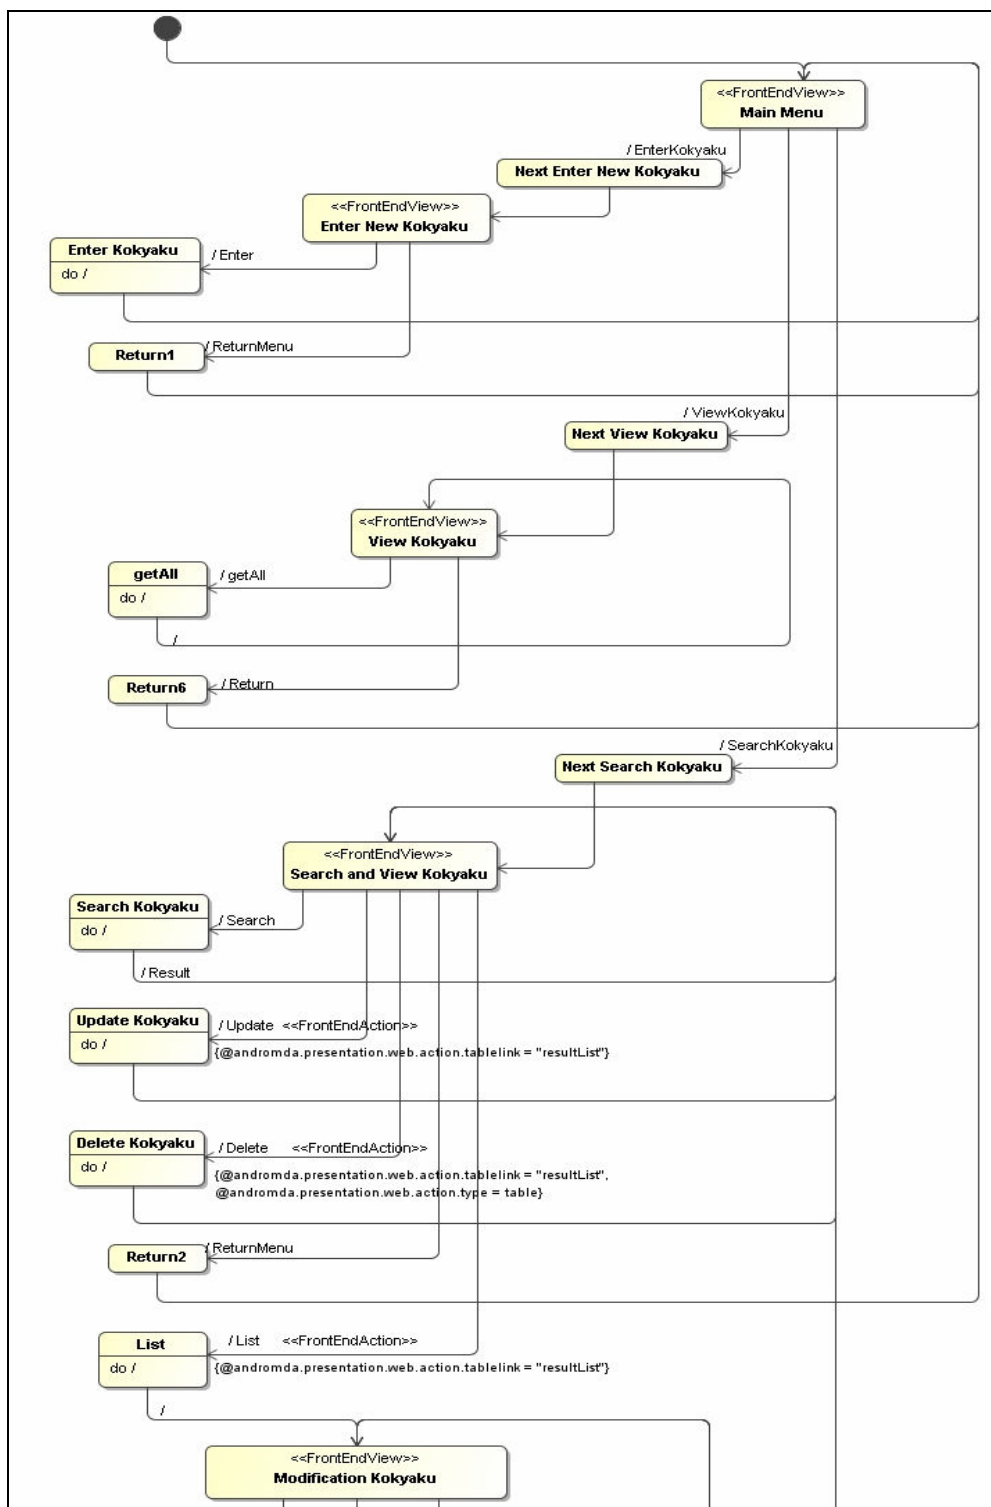 <<FrontEndView>>
Main Menu
/ EnterKokyaku
Next Enter New Kokyaku
<<FrontEndView>>
Enter New Kokyaku
Enter Kokyaku
/ Enter
do /
Return1
/ ReturnMenu
/ ViewKokyaku
Next View Kokyaku
<<FrontEndView>>
View Kokyaku
getAll
/ getAll
do /
/
Return6
/ Return
/ SearchKokyaku
Next Search Kokyaku
<<FrontEndView>>
Search and View Kokyaku
Search Kokyaku
/ Search
do /
/ Result
Update Kokyaku
/ Update <<FrontEndAction>>
do /
{@andromda.presentation.web.action.tablelink = "resultList"}
Delete Kokyaku
/ Delete <<FrontEndAction>>
do /
{@andromda.presentation.web.action.tablelink = "resultList",
@andromda.presentation.web.action.type = table}
Return2
/ ReturnMenu
List
/ List <<FrontEndAction>>
do /
{@andromda.presentation.web.action.tablelink = "resultList"}
/
<<FrontEndView>>
Modification Kokyaku